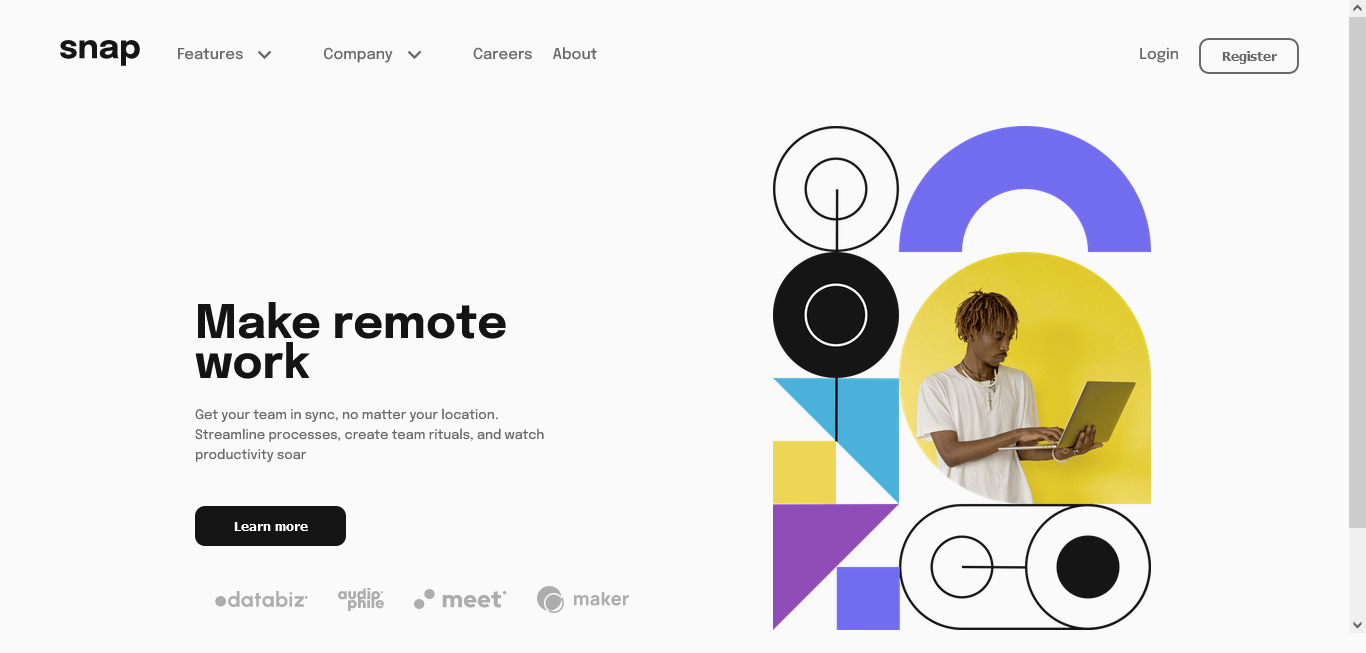 snap
Features
Company
Careers
About
Login
Register
Make remote
work
Get your team in sync, no matter your location.
Streamline processes, create team rituals, and watch
productivity soar
Learn more
databiz
audiophile
meet
maker